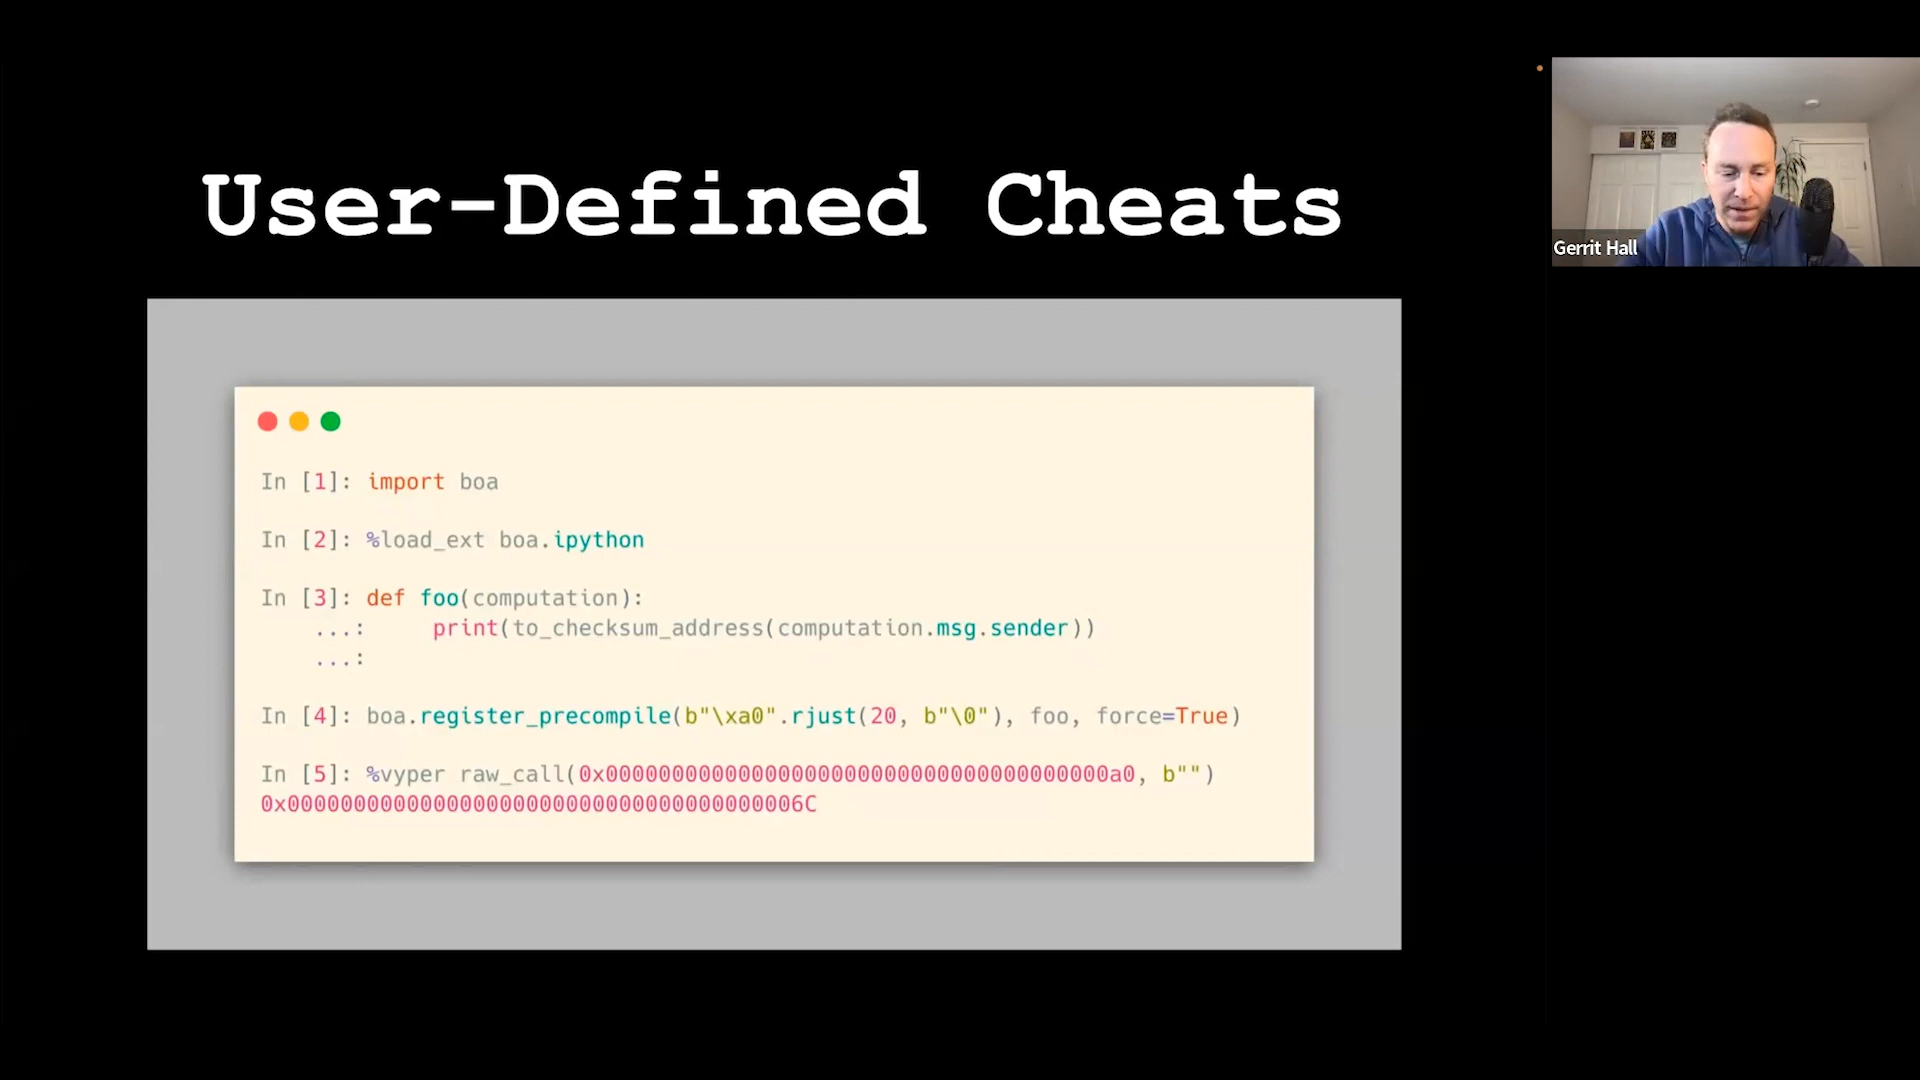 User-Defined Cheats
Gerrit Hall
In [1]: import boa
In [2]: %load_ext boa.ipython
In [3]: def foo(computation):
...: print(to_checksum_address(computation.msg.sender))
...:
In [4]: boa.register_precompile(b"\xa0".rjust(20, b"\0"), foo, force=True)
In [5]: %vyper raw_call(0x00000000000000000000000000000000000000a0, b"")
0x000000000000000000000000000000000000006C